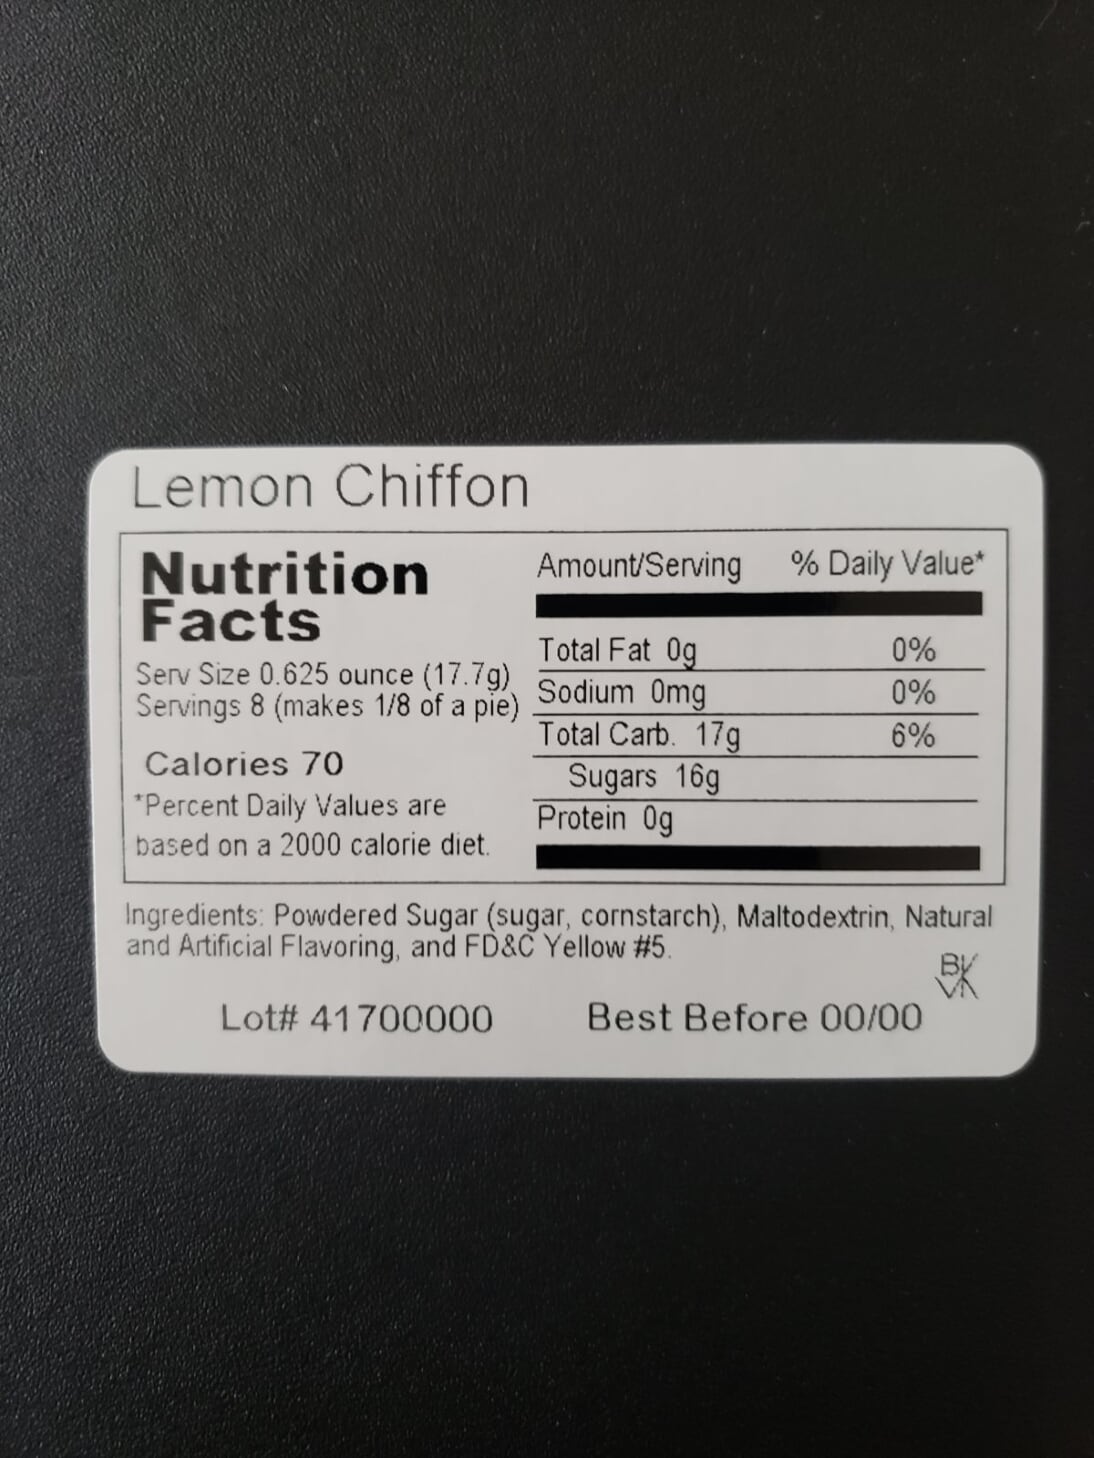 Lemon Chiffon
Nutrition
Facts
Serv Size 0.625 ounce (17.7g)
Servings 8 (makes 1/8 of a pie)
Calories 70
*Percent Daily Values are
based on a 2000 calorie diet.
Amount/Serving % Daily Value*
Total Fat 0g 0%
Sodium 0mg 0%
Total Carb. 17g 6%
Sugars 16g
Protein 0g
Ingredients: Powdered Sugar (sugar, cornstarch), Maltodextrin, Natural
and Artificial Flavoring, and FD&C Yellow #5.
Lot# 41700000 Best Before 00/00